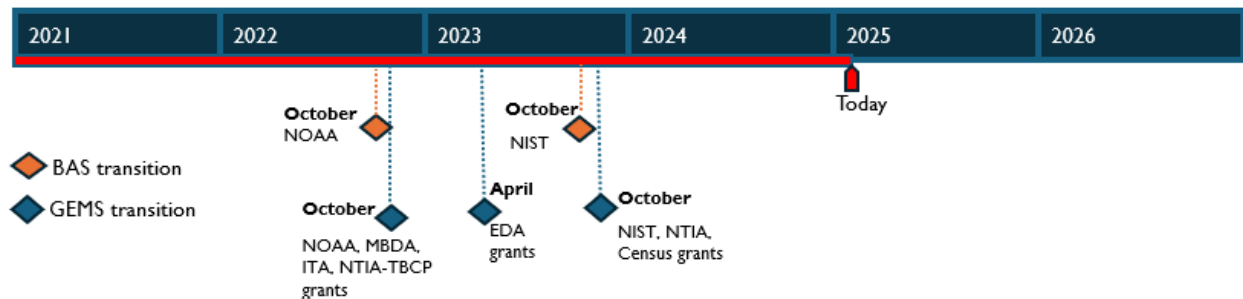 2021 2022 2023 2024 2025 2026
Today
October
NOAA
October
NIST
BAS transition
GEMS transition
October
NOAA, MBDA,
ITA, NTIA-TBCP
grants
April
EDA
grants
October
NIST, NTIA,
Census grants